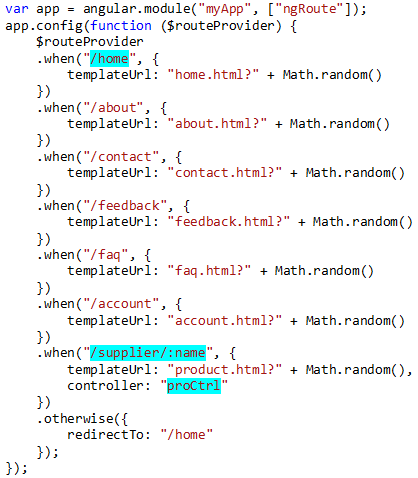 var app = angular.module("myApp", ["ngRoute"]);
app.config(function ($routeProvider) {
    $routeProvider
    .when("/home", {
        templateUrl: "home.html?" + Math.random()
    })
    .when("/about", {
        templateUrl: "about.html?" + Math.random()
    })
    .when("/contact", {
        templateUrl: "contact.html?" + Math.random()
    })
    .when("/feedback", {
        templateUrl: "feedback.html?" + Math.random()
    })
    .when("/faq", {
        templateUrl: "faq.html?" + Math.random()
    })
    .when("/account", {
        templateUrl: "account.html?" + Math.random()
    })
    .when("/supplier/:name", {
        templateUrl: "product.html?" + Math.random(),
        controller: "proCtrl"
    })
    .otherwise({
        redirectTo: "/home"
    });
});